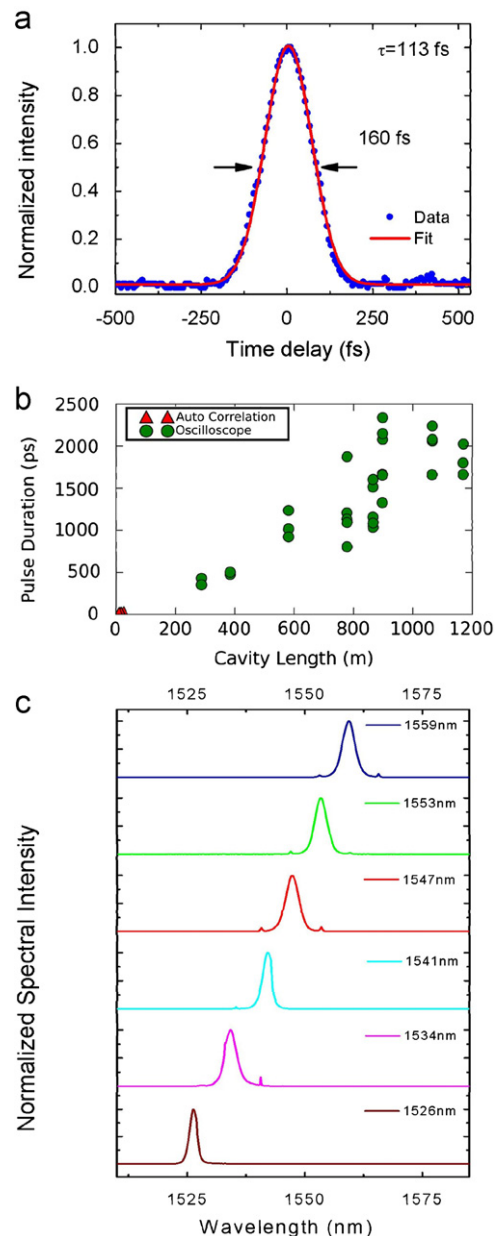 a
τ=113 fs
160 fs
Normalized intensity
1.0
0.8
0.6
0.4
0.2
0.0
Data
Fit
-500 -250 0 250 500
Time delay (fs)
b
Auto Correlation
Oscilloscope
Pulse Duration (ps)
2500
2000
1500
1000
500
0
0 200 400 600 800 1000 1200
Cavity Length (m)
c
1525 1550 1575
1559nm
1553nm
1547nm
1541nm
1534nm
1526nm
Normalized Spectral Intensity
1525 1550 1575
Wavelength (nm)